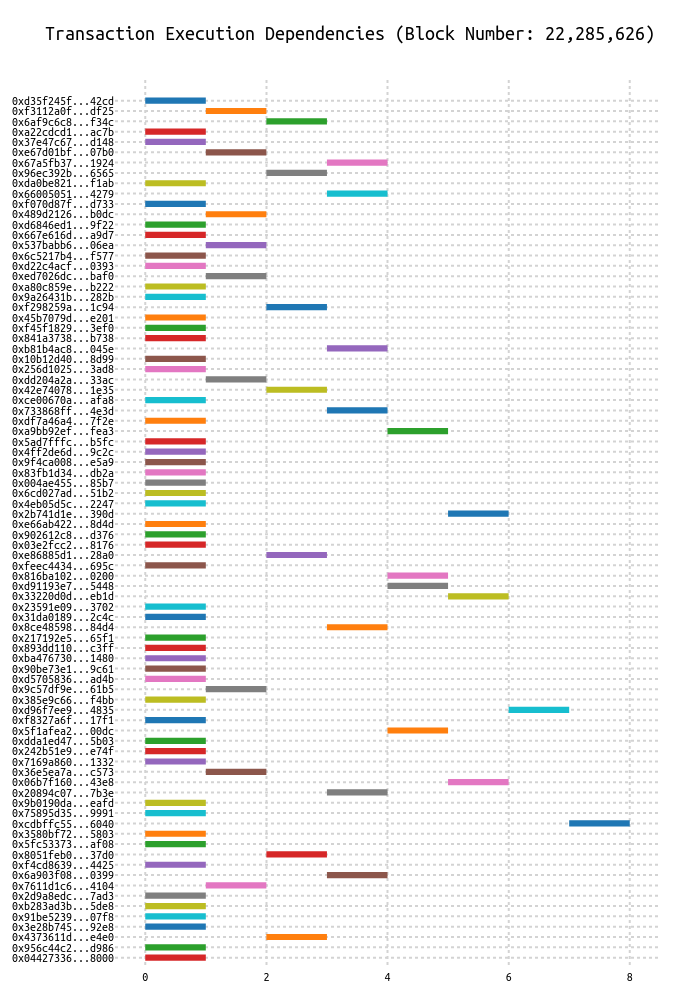 Transaction Execution Dependencies (Block Number: 22,285,626)
0xd35f245f...42cd
0xf3112a0f...df25
0x6af9c6c8...f34c
0xa22cdcd1...ac7b
0x37e47c67...d148
0xe67d01bf...07b0
0x67a5fb37...1924
0x96ec392b...6565
0xda0be821...f1ab
0x66005051...4279
0xf070d87f...d733
0x489d2126...b0dc
0xd6846ed1...9f22
0x667e616d...a9d7
0x537babb6...06ea
0x6c5217b4...f577
0xd22c4acf...0393
0xed7026dc...baf0
0xa80c859e...b222
0x9a26431b...282b
0xf298259a...1c94
0x45b7079d...e201
0xf45f1829...3ef0
0x841a3738...b738
0xb81b4ac8...045e
0x10b12d40...8d99
0x256d1025...3ad8
0xdd204a2a...33ac
0x42e74078...1e35
0xce00670a...afa8
0x733868ff...4e3d
0xdf7a46a4...7f2e
0xa9bb92ef...fea3
0x5ad7fffc...b5fc
0x4ff2de6d...9c2c
0x9f4ca008...e5a9
0x83fb1d34...db2a
0x004ae455...85b7
0x6cd027ad...51b2
0x4eb05d5c...2247
0x2b741d1e...390d
0xe66ab422...8d4d
0x902612c8...d376
0x03e2fcc2...8176
0xe86885d1...28a0
0xfeec4434...695c
0x816ba102...0200
0xd91193e7...5448
0x33220d0d...eb1d
0x23591e09...3702
0x31da0189...2c4c
0x8ce48598...84d4
0x217192e5...65f1
0x893dd110...c3ff
0xba476730...1480
0x90be73e1...9c61
0xd5705836...ad4b
0x9c57df9e...61b5
0x385e9c66...f4bb
0xd96f7ee9...4835
0xf8327a6f...17f1
0x5f1afea2...00dc
0xdda1ed47...5b03
0x242b51e9...e74f
0x7169a860...1332
0x36e5ea7a...c573
0x06b7f160...43e8
0x20894c07...7b3e
0x9b0190da...eafd
0x75895d35...9991
0xcdbffc55...6040
0x3580bf72...5803
0x5fc53373...af08
0x8051feb0...37d0
0xf4cd8639...4425
0x6a903f08...0399
0x7611d1c6...4104
0x2d9a8edc...7ad3
0xb283ad3b...5de8
0x91be5239...07f8
0x3e28b745...92e8
0x4373611d...e4e0
0x956c44c2...d986
0x04427336...8000
0 2 4 6 8